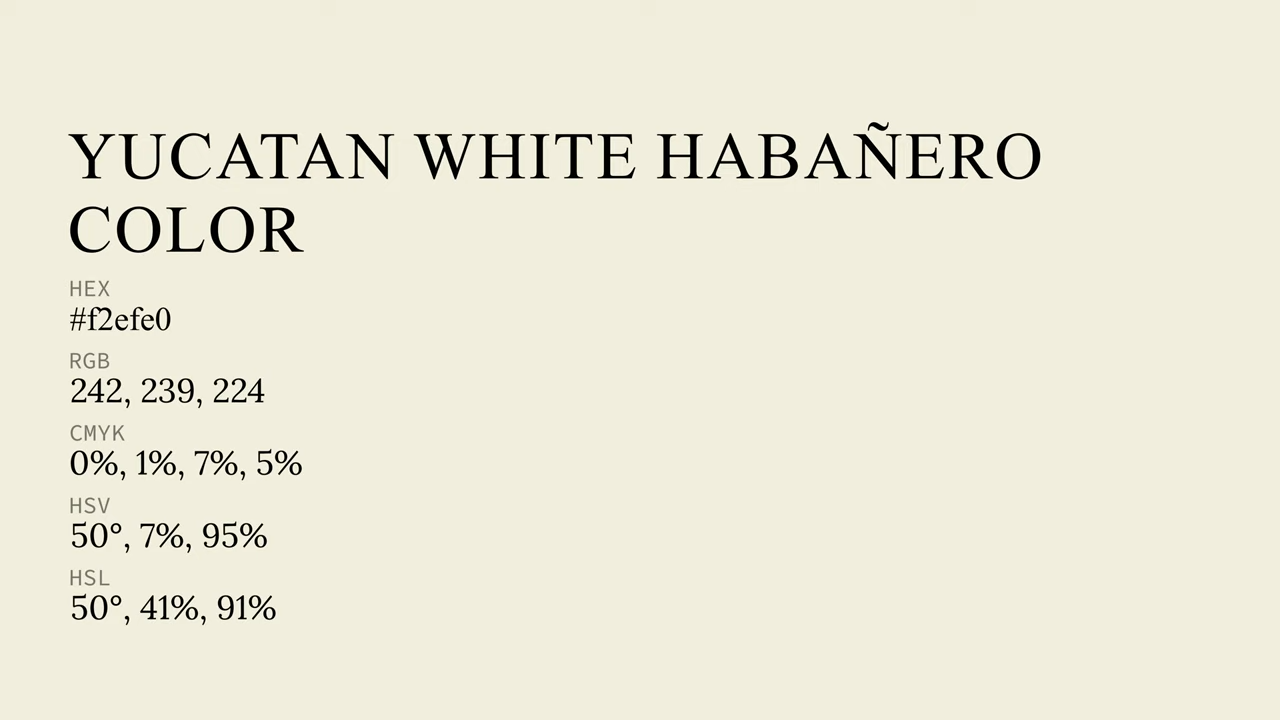 YUCATAN WHITE HABAÑERO
COLOR
HEX
#f2efe0
RGB
242, 239, 224
CMYK
0%, 1%, 7%, 5%
HSV
50°, 7%, 95%
HSL
50°, 41%, 91%